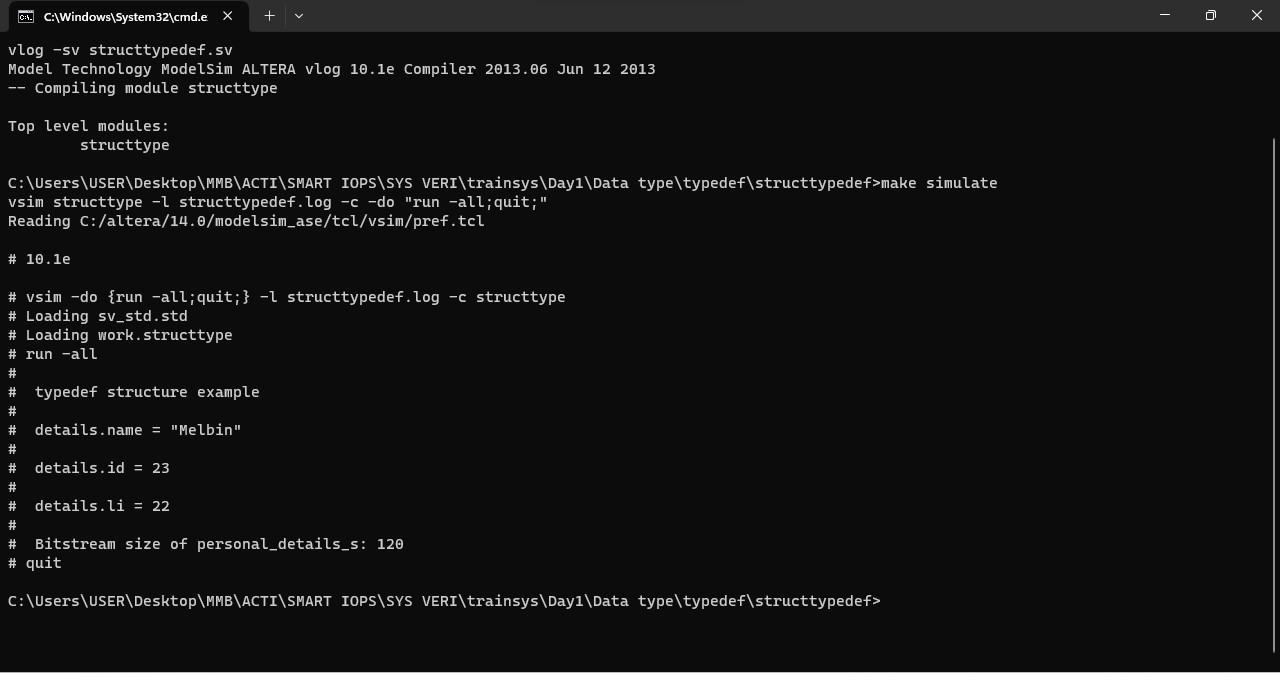 C:\Windows\System32\cmd.e
vlog -sv structtypedef.sv
Model Technology ModelSim ALTERA vlog 10.1e Compiler 2013.06 Jun 12 2013
-- Compiling module structtype
Top level modules:
structtype
C:\Users\USER\Desktop\MMB\ACTI\SMART IOPS\SYS VERI\trainsys\Day1\Data type\typedef\structtypedef>make simulate
vsim structtype -l structtypedef.log -c -do "run -all;quit;"
Reading C:/altera/14.0/modelsim_ase/tcl/vsim/pref.tcl
# 10.1e
# vsim -do {run -all;quit;} -l structtypedef.log -c structtype
# Loading sv_std.std
# Loading work.structtype
# run -all
#
#  typedef structure example
#
#  details.name = "Melbin"
#
#  details.id = 23
#
#  details.li = 22
#
#  Bitstream size of personal_details_s: 120
# quit
C:\Users\USER\Desktop\MMB\ACTI\SMART IOPS\SYS VERI\trainsys\Day1\Data type\typedef\structtypedef>